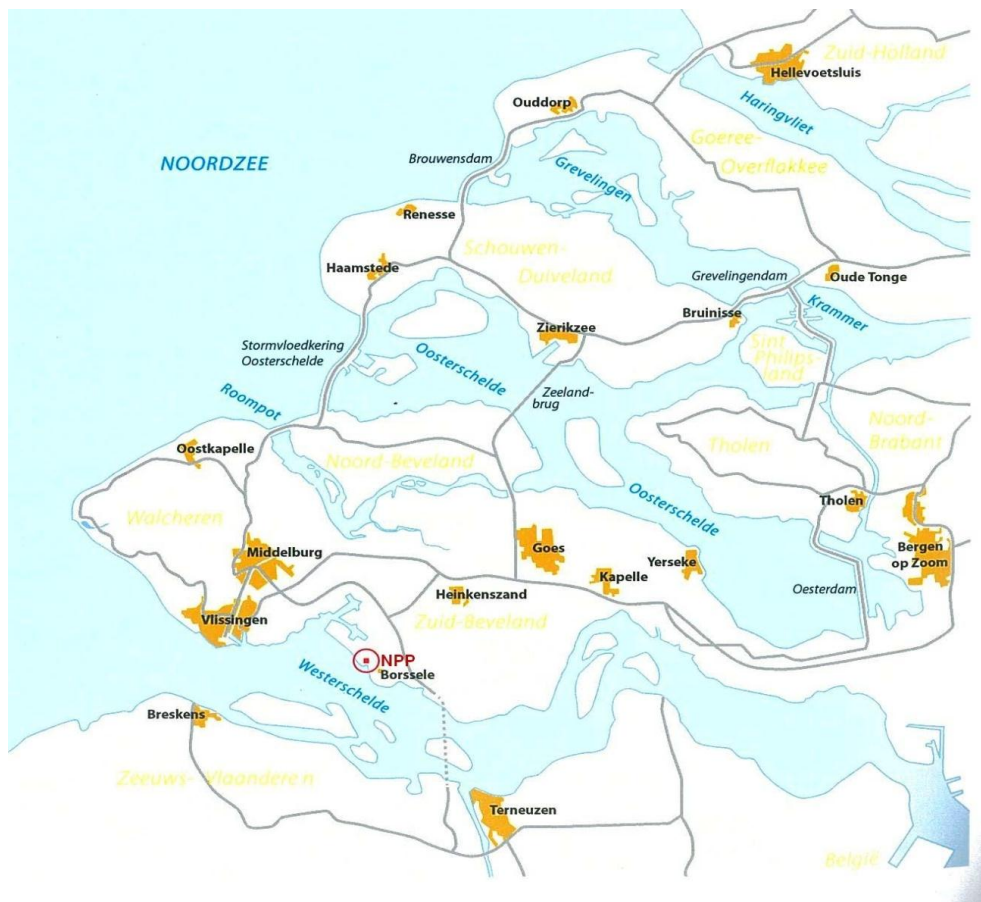 Zuid-Holland
Hellevoetsluis
Haringvliet
Ouddorp
Goeree-
Overflakkee
NOORDZEE
Brouwensdam
Grevelingen
Renesse
Schouwen-
Duiveland
Haamstede
Grevelingendam
Oude Tonge
Krammer
Bruinisse
Zierikzee
Sint
Philips-
land
Stormvloedkering
Oosterschelde
Oosterschelde
Roompot
Zeeland-
brug
Noord-
Brabant
Tholen
Oostkapelle
Noord-Beveland
Walcheren
Oosterschelde
Tholen
Middelburg
Goes
Yerseke
Kapelle
Bergen
op Zoom
Oesterdam
Heinkenszand
Vlissingen
Zuid-Beveland
NPP
Borssele
Westerschelde
Breskens
Zeeuws-Vlaanderen
Terneuzen
België